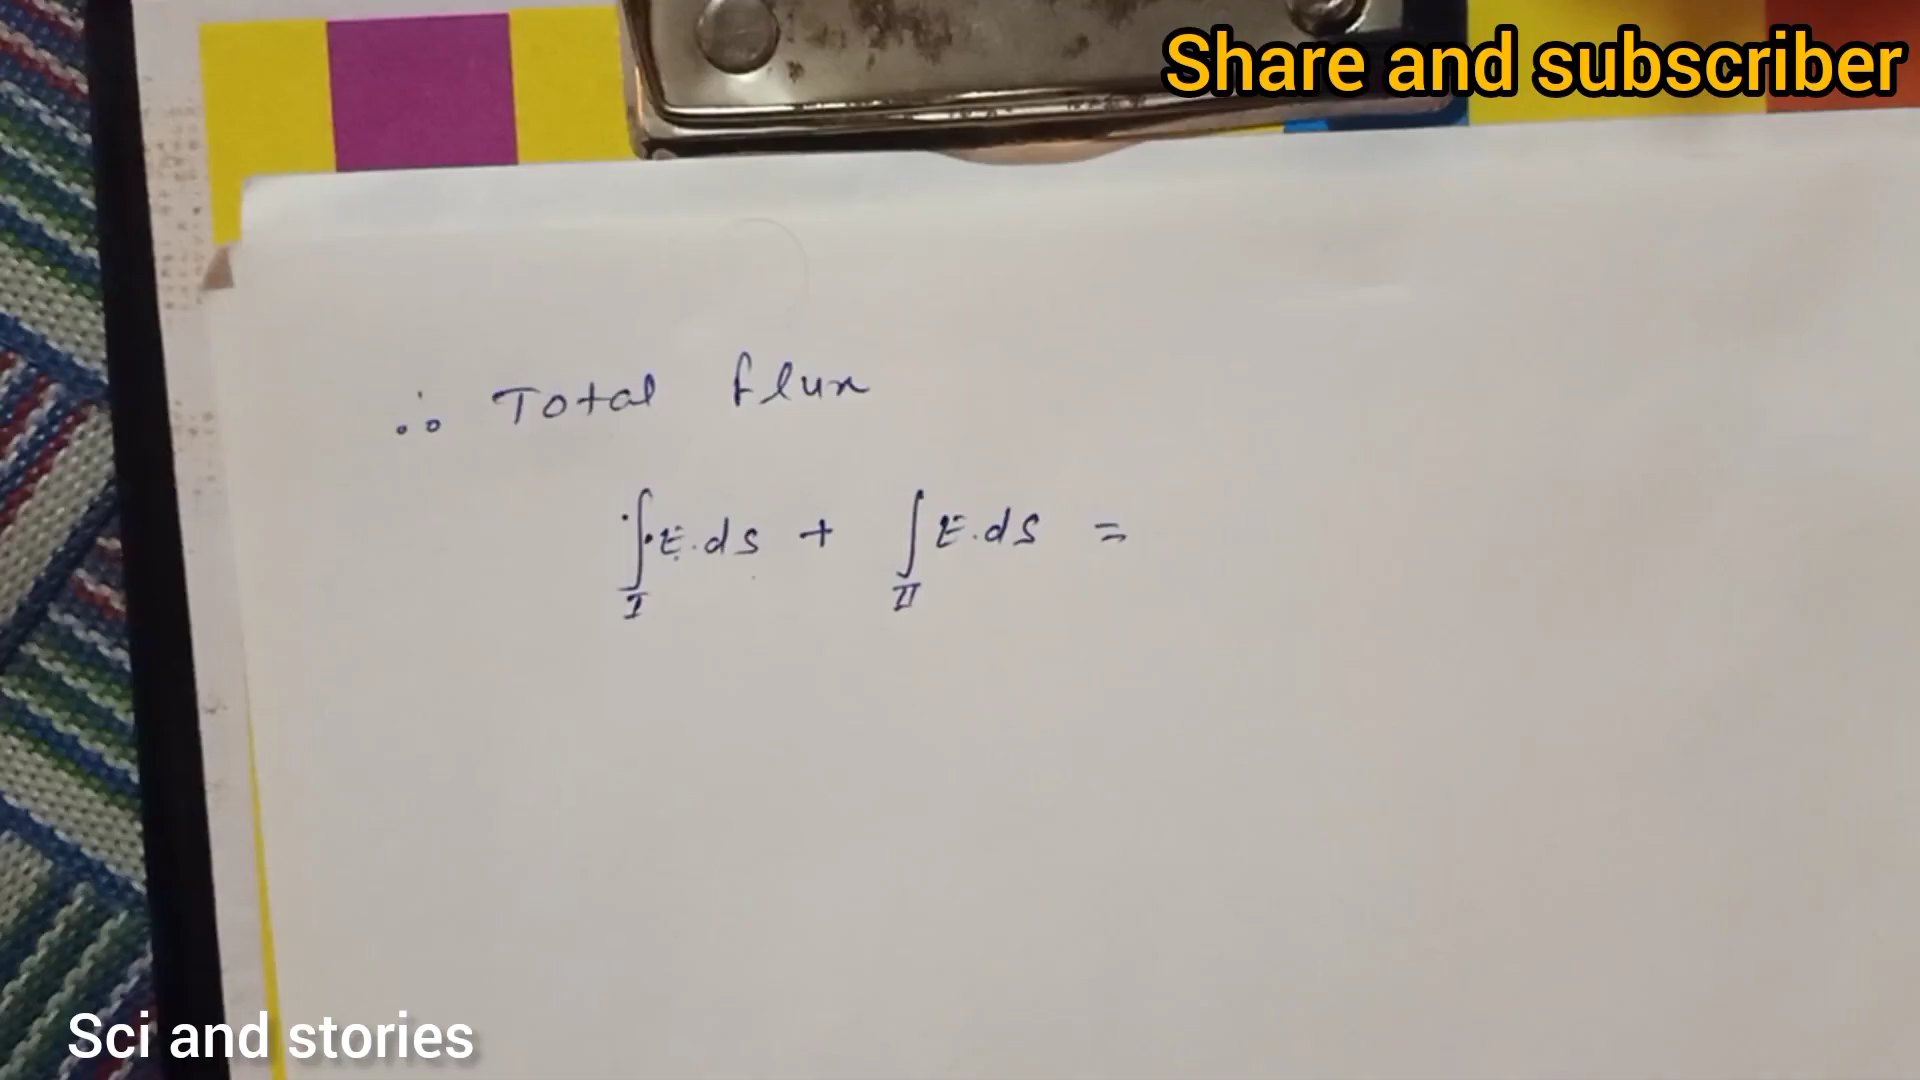 Share and subscriber
∴ Total flux
∫E.ds + ∫E.ds =
I II
Sci and stories